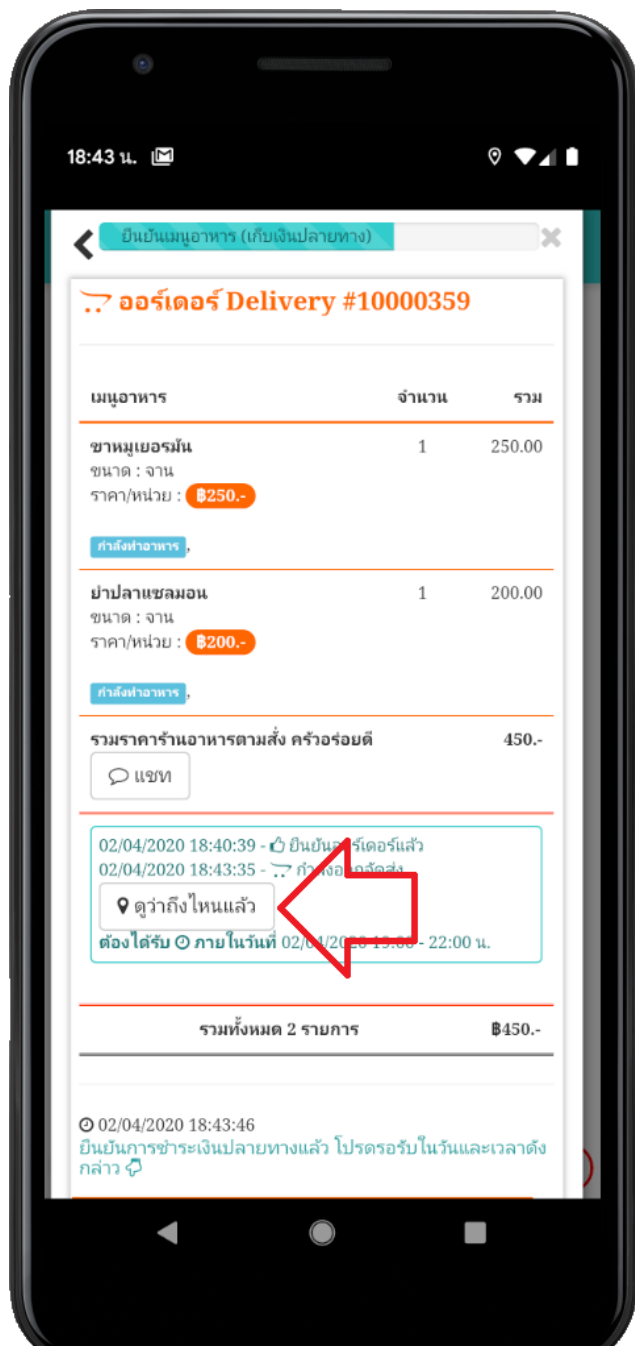 18:43 น.
ยืนยันเมนูอาหาร (เก็บเงินปลายทาง)
ออร์เดอร์ Delivery #10000359
เมนูอาหาร จำนวน รวม
ขาหมูเยอรมัน 1 250.00
ขนาด : จาน
ราคา/หน่วย : ฿250.-
กำลังทำอาหาร ,
ยำปลาแซลมอน 1 200.00
ขนาด : จาน
ราคา/หน่วย : ฿200.-
กำลังทำอาหาร ,
รวมราคาร้านอาหารตามสั่ง ครัวอร่อยดี 450.-
แชท
02/04/2020 18:40:39 - ยืนยันออร์เดอร์แล้ว
02/04/2020 18:43:35 -
ดูว่าถึงไหนแล้ว
ต้องได้รับ ภายในวันที่ 02/04/2020 - 22:00 น.
รวมทั้งหมด 2 รายการ ฿450.-
02/04/2020 18:43:46
ยืนยันการชำระเงินปลายทางแล้ว โปรดรอรับในวันและเวลาดัง
กล่าว